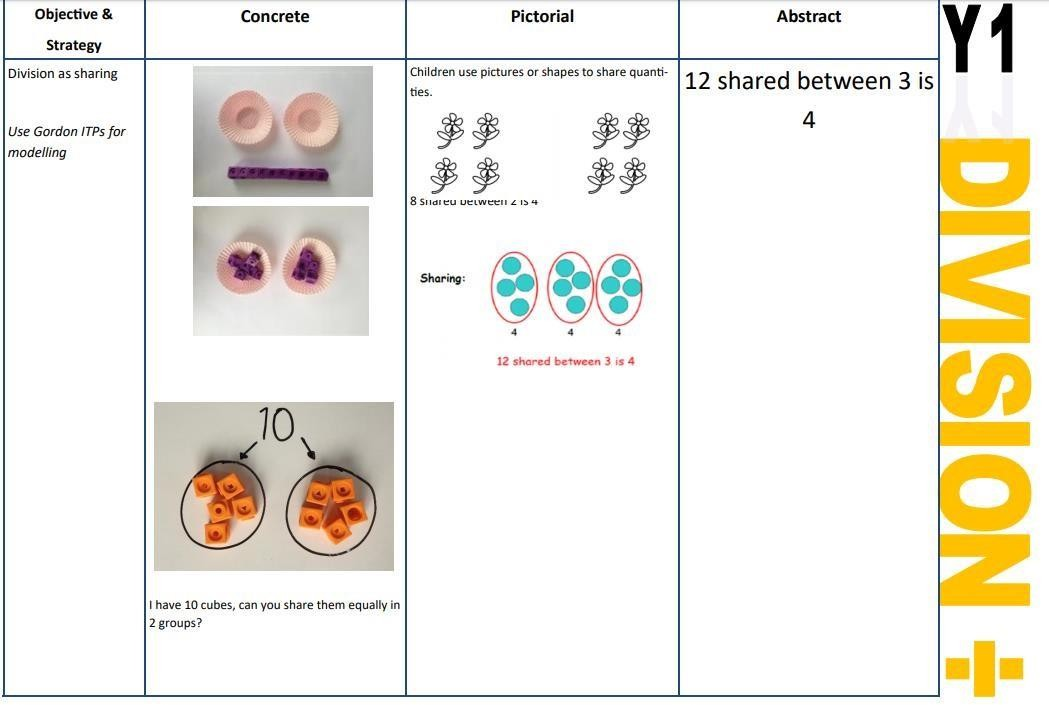 Objective &
Strategy
Concrete
Pictorial
Abstract
Y1
DIVISION
÷
Division as sharing
Use Gordon ITPs for
modelling
10
I have 10 cubes, can you share them equally in
2 groups?
Children use pictures or shapes to share quanti-
ties.
8 shared between 2 is 4
Sharing:
4
4
4
12 shared between 3 is 4
12 shared between 3 is
4